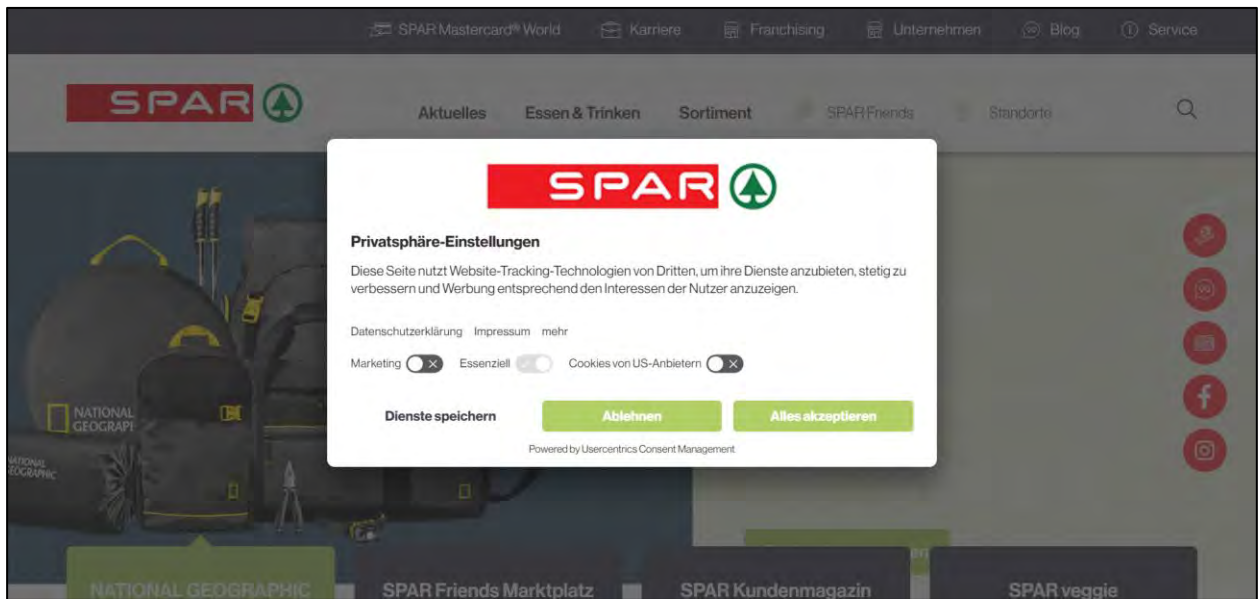 SPAR Mastercard® World Karriere Franchising Unternehmen Blog Service
SPAR
Aktuelles Essen & Trinken Sortiment SPAR Friends Standorte
SPAR
Privatsphäre-Einstellungen
Diese Seite nutzt Website-Tracking-Technologien von Dritten, um ihre Dienste anzubieten, stetig zu
verbessern und Werbung entsprechend den Interessen der Nutzer anzuzeigen.
Datenschutzerklärung Impressum mehr
Marketing Essenziell Cookies von US-Anbietern
Dienste speichern Ablehnen Alles akzeptieren
Powered by Usercentrics Consent Management
NATIONAL
GEOGRAPHI
NATIONAL
GEOGRAPHIC
en
NATIONAL GEOGRAPHIC SPAR Friends Marktplatz SPAR Kundenmagazin SPAR veggie